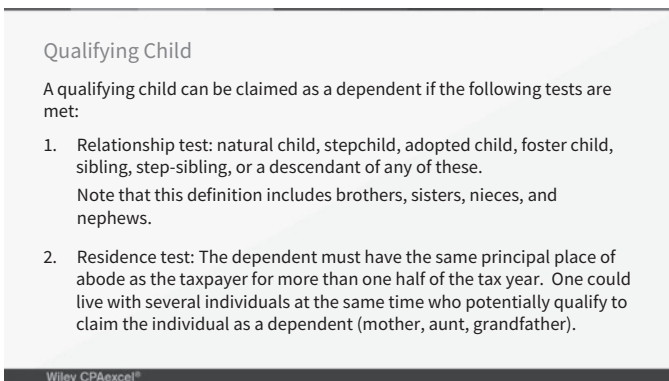 Qualifying Child
A qualifying child can be claimed as a dependent if the following tests are
met:
1. Relationship test: natural child, stepchild, adopted child, foster child,
sibling, step-sibling, or a descendant of any of these.
Note that this definition includes brothers, sisters, nieces, and
nephews.
2. Residence test: The dependent must have the same principal place of
abode as the taxpayer for more than one half of the tax year. One could
live with several individuals at the same time who potentially qualify to
claim the individual as a dependent (mother, aunt, grandfather).
Wiley CPAexcel®